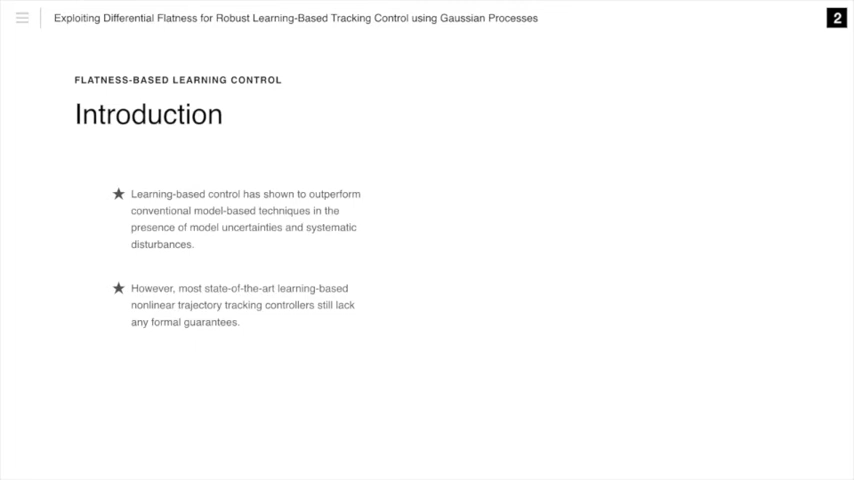 Exploiting Differential Flatness for Robust Learning-Based Tracking Control using Gaussian Processes
2
FLATNESS-BASED LEARNING CONTROL
Introduction
★ Learning-based control has shown to outperform
conventional model-based techniques in the
presence of model uncertainties and systematic
disturbances.
★ However, most state-of-the-art learning-based
nonlinear trajectory tracking controllers still lack
any formal guarantees.